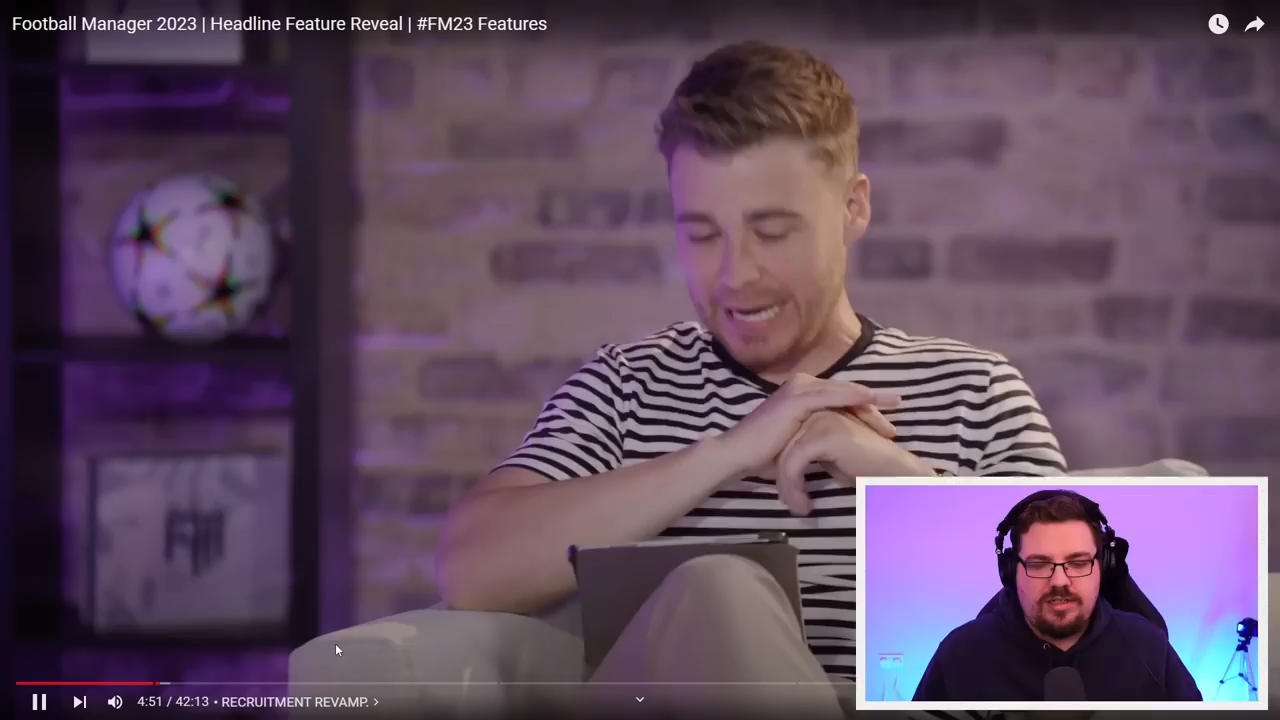 Football Manager 2023 | Headline Feature Reveal | #FM23 Features
4:51 / 42:13 • RECRUITMENT REVAMP.